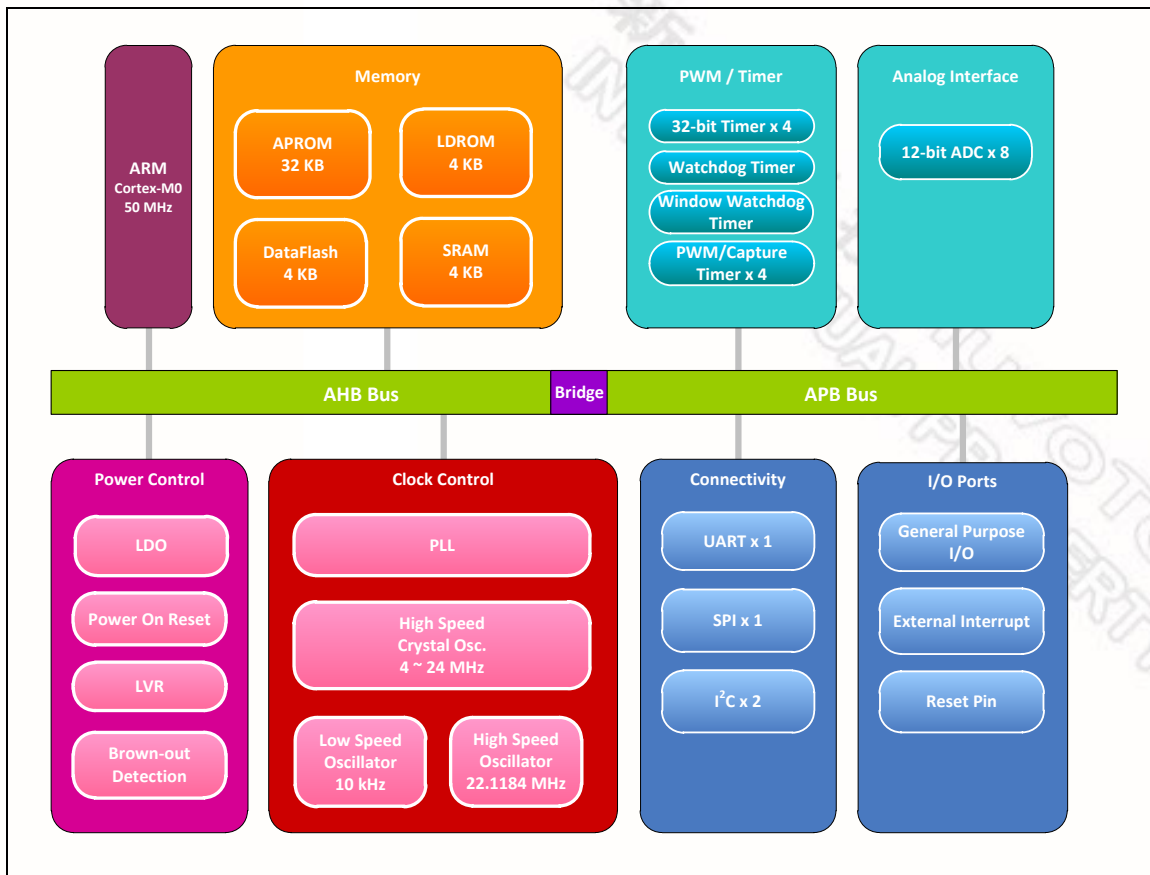 ARM
Cortex-M0
50 MHz
Memory
APROM
32 KB
LDROM
4 KB
DataFlash
4 KB
SRAM
4 KB
PWM / Timer
32-bit Timer x 4
Watchdog Timer
Window Watchdog
Timer
PWM/Capture
Timer x 4
Analog Interface
12-bit ADC x 8
AHB Bus
Bridge
APB Bus
Power Control
LDO
Power On Reset
LVR
Brown-out
Detection
Clock Control
PLL
High Speed
Crystal Osc.
4 ~ 24 MHz
Low Speed
Oscillator
10 kHz
High Speed
Oscillator
22.1184 MHz
Connectivity
UART x 1
SPI x 1
I²C x 2
I/O Ports
General Purpose
I/O
External Interrupt
Reset Pin